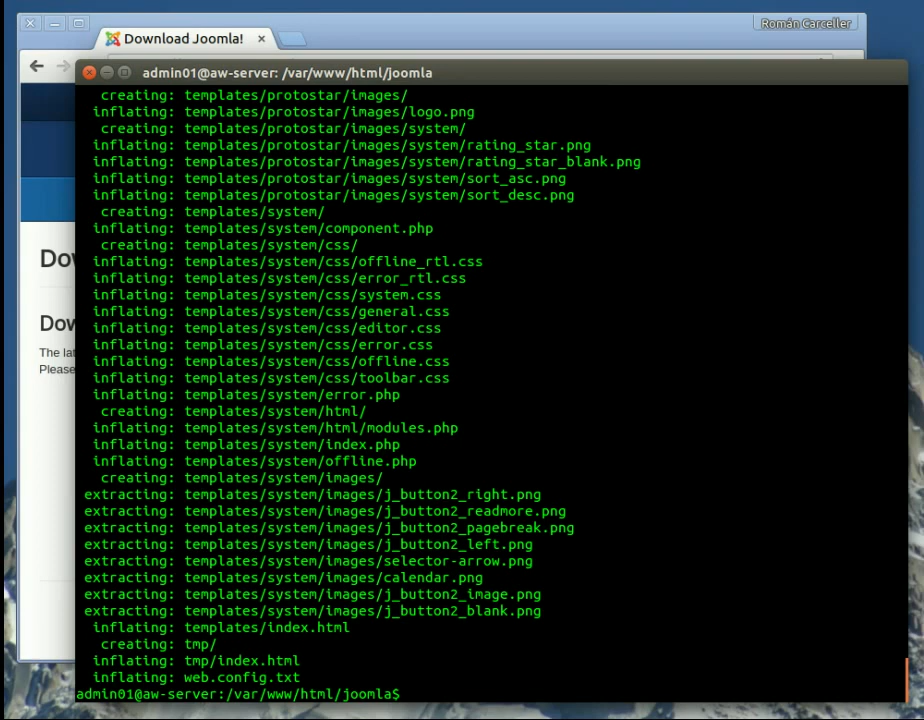 Román Carceller
Download Joomla!
admin01@aw-server: /var/www/html/joomla
creating: templates/protostar/images/
inflating: templates/protostar/images/logo.png
creating: templates/protostar/images/system/
inflating: templates/protostar/images/system/rating_star.png
inflating: templates/protostar/images/system/rating_star_blank.png
inflating: templates/protostar/images/system/sort_asc.png
inflating: templates/protostar/images/system/sort_desc.png
creating: templates/system/
inflating: templates/system/component.php
creating: templates/system/css/
inflating: templates/system/css/offline_rtl.css
inflating: templates/system/css/error_rtl.css
inflating: templates/system/css/system.css
inflating: templates/system/css/general.css
inflating: templates/system/css/editor.css
inflating: templates/system/css/error.css
inflating: templates/system/css/offline.css
inflating: templates/system/css/toolbar.css
inflating: templates/system/error.php
creating: templates/system/html/
inflating: templates/system/html/modules.php
inflating: templates/system/index.php
inflating: templates/system/offline.php
creating: templates/system/images/
extracting: templates/system/images/j_button2_right.png
extracting: templates/system/images/j_button2_readmore.png
extracting: templates/system/images/j_button2_pagebreak.png
extracting: templates/system/images/j_button2_left.png
extracting: templates/system/images/selector-arrow.png
extracting: templates/system/images/calendar.png
extracting: templates/system/images/j_button2_image.png
extracting: templates/system/images/j_button2_blank.png
inflating: templates/index.html
creating: tmp/
inflating: tmp/index.html
inflating: web.config.txt
admin01@aw-server:/var/www/html/joomla$
Dow
Dow
The lat
Please